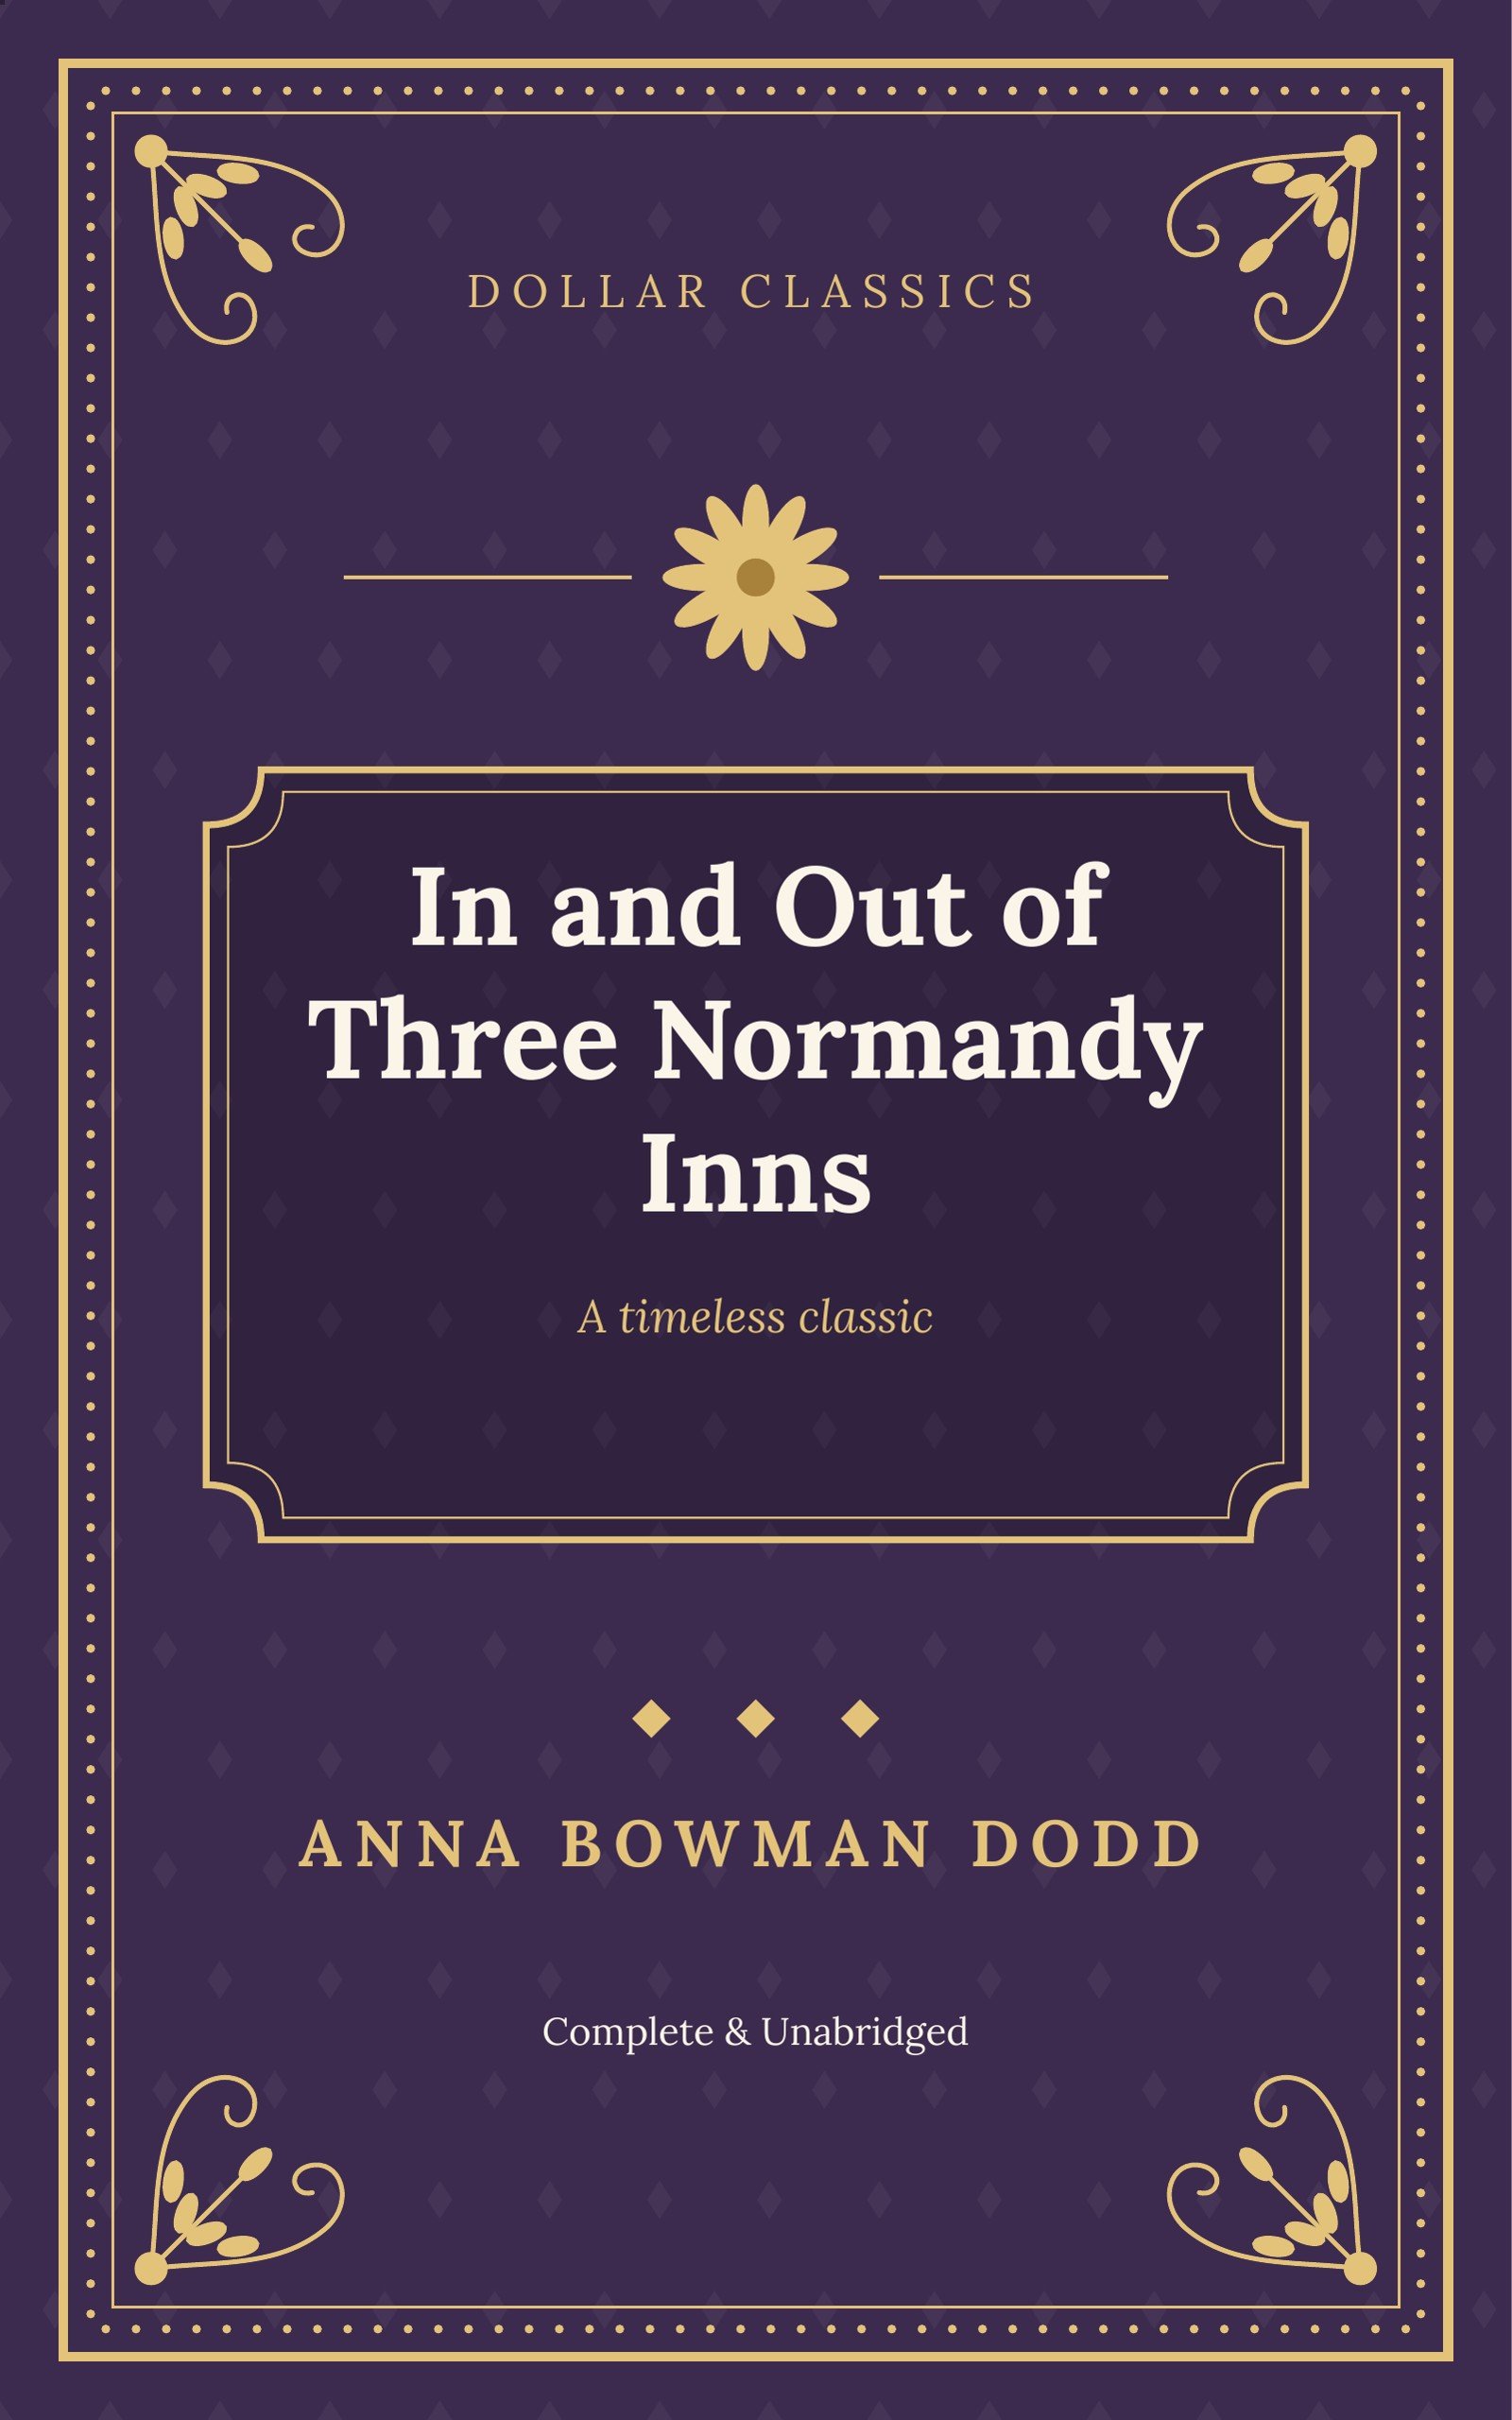 DOLLAR CLASSICS
In and Out of
Three Normandy
Inns
A timeless classic
ANNA BOWMAN DODD
Complete & Unabridged